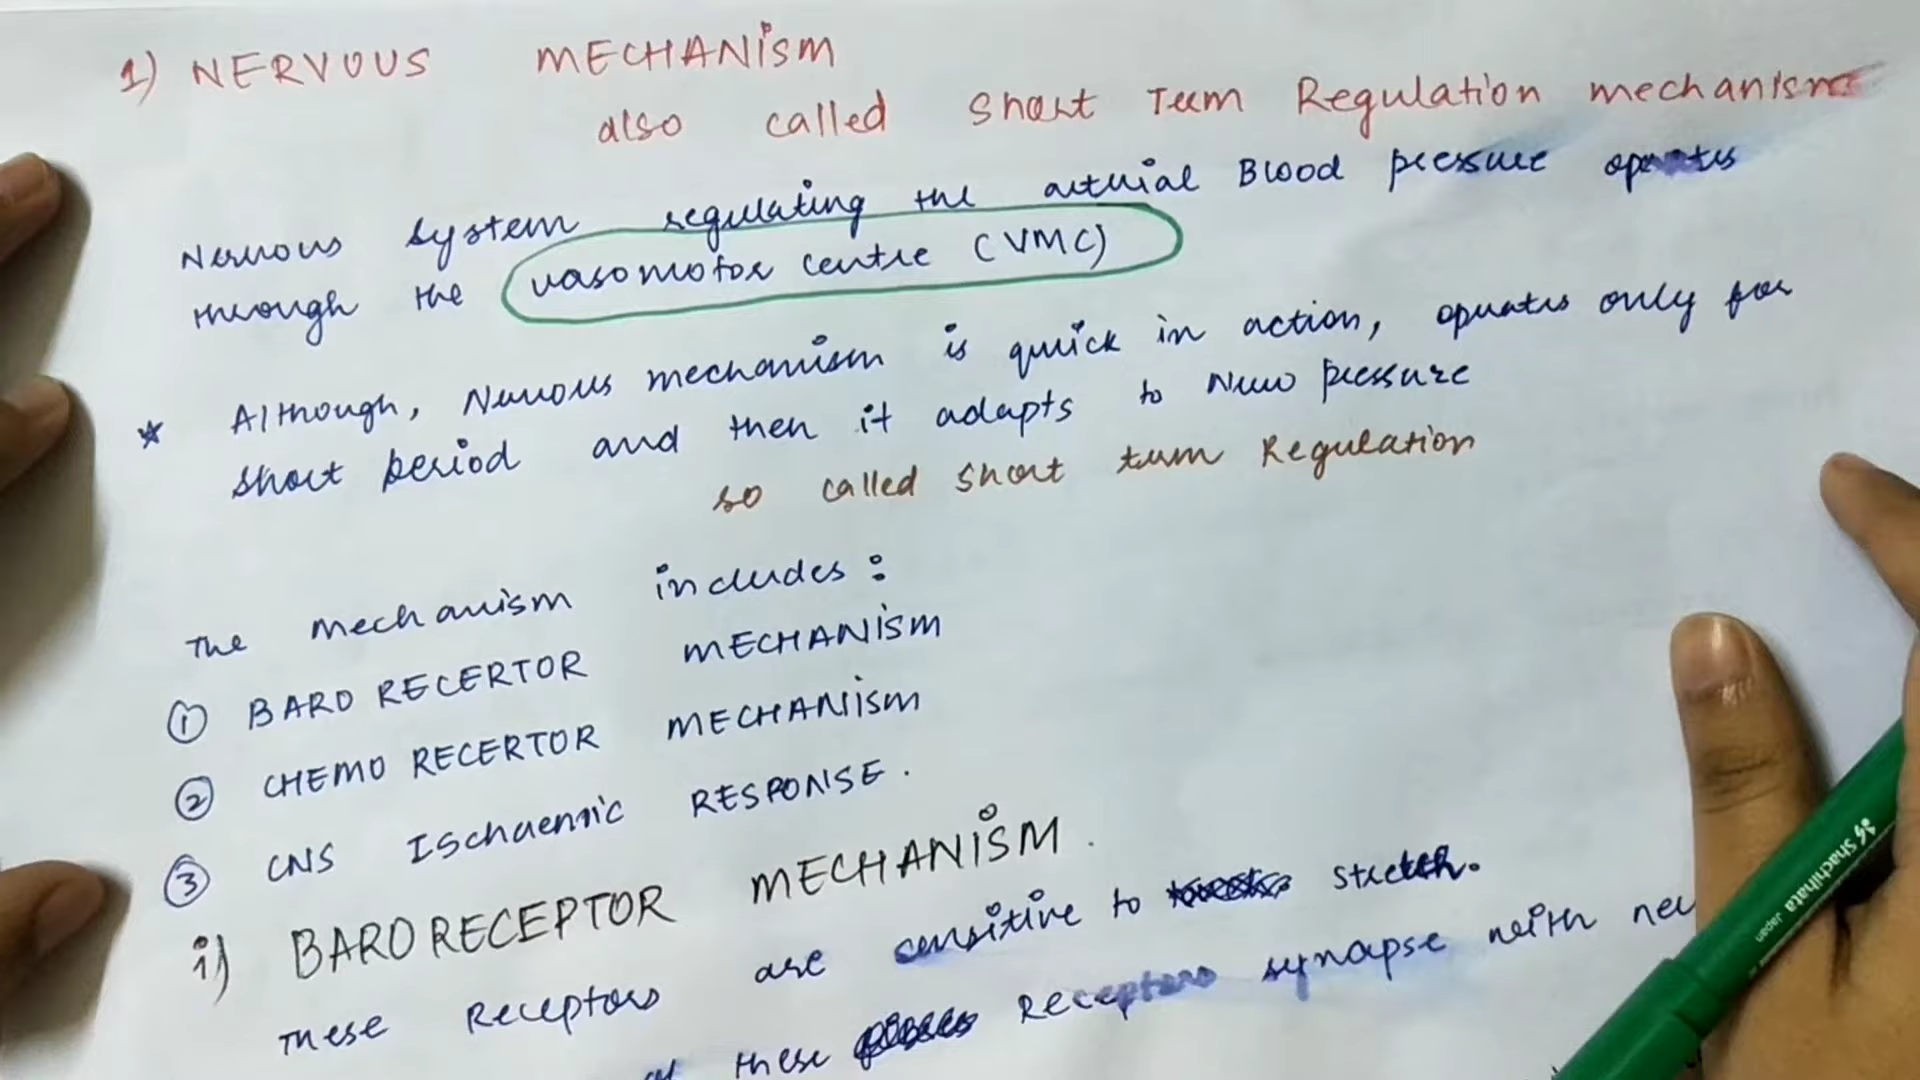 1) NERVOUS MECHANISM
also called Short Term Regulation mechanism
Nervous system regulating the arterial Blood pressure operates
through the vasomotor centre (VMC)
* Although, Nervous mechanism is quick in action, operates only for
short period and then it adapts to New pressure
so called short term Regulation
The mechanism includes :
① BARO RECERTOR MECHANISM
② CHEMO RECERTOR MECHANISM
③ CNS Ischaemic RESPONSE.
i) BARORECEPTOR MECHANISM.
These Receptors are sensitive to stretch.
of these Receptors synapse with
Shachihata Japan